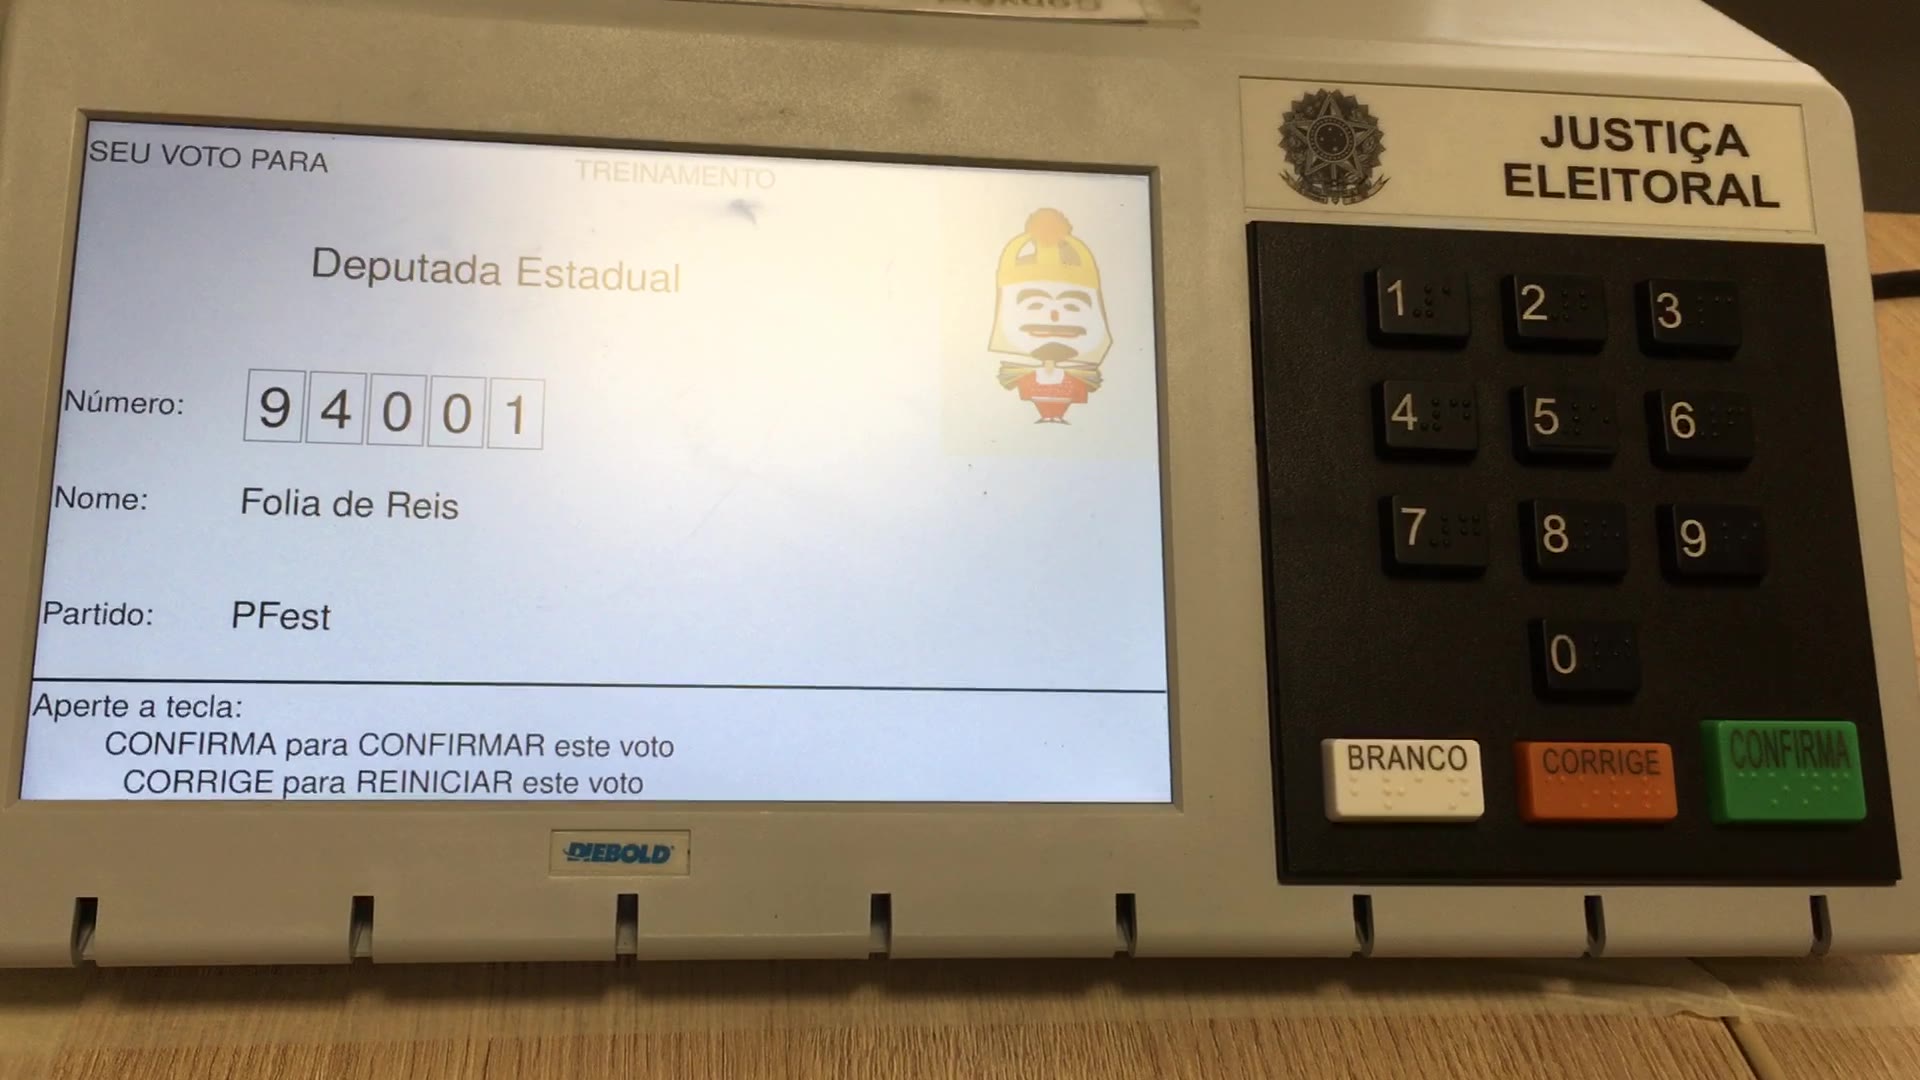 SEU VOTO PARA
TREINAMENTO
Deputada Estadual
Número: 9 4 0 0 1
Nome: Folia de Reis
Partido: PFest
Aperte a tecla:
CONFIRMA para CONFIRMAR este voto
CORRIGE para REINICIAR este voto
DIEBOLD
JUSTIÇA
ELEITORAL
1 2 3
4 5 6
7 8 9
0
BRANCO CORRIGE CONFIRMA